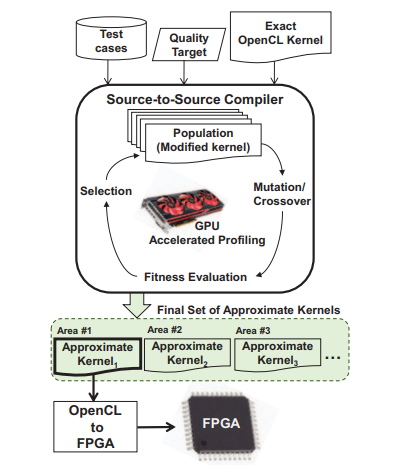 Test
cases
Quality
Target
Exact
OpenCL Kernel
Source-to-Source Compiler
Population
(Modified kernel)
Selection
Mutation/
Crossover
GPU
Accelerated Profiling
Fitness Evaluation
Final Set of Approximate Kernels
Area #1
Area #2
Area #3
Approximate
Kernel1
Approximate
Kernel2
Approximate
Kernel3
...
OpenCL
to
FPGA
FPGA